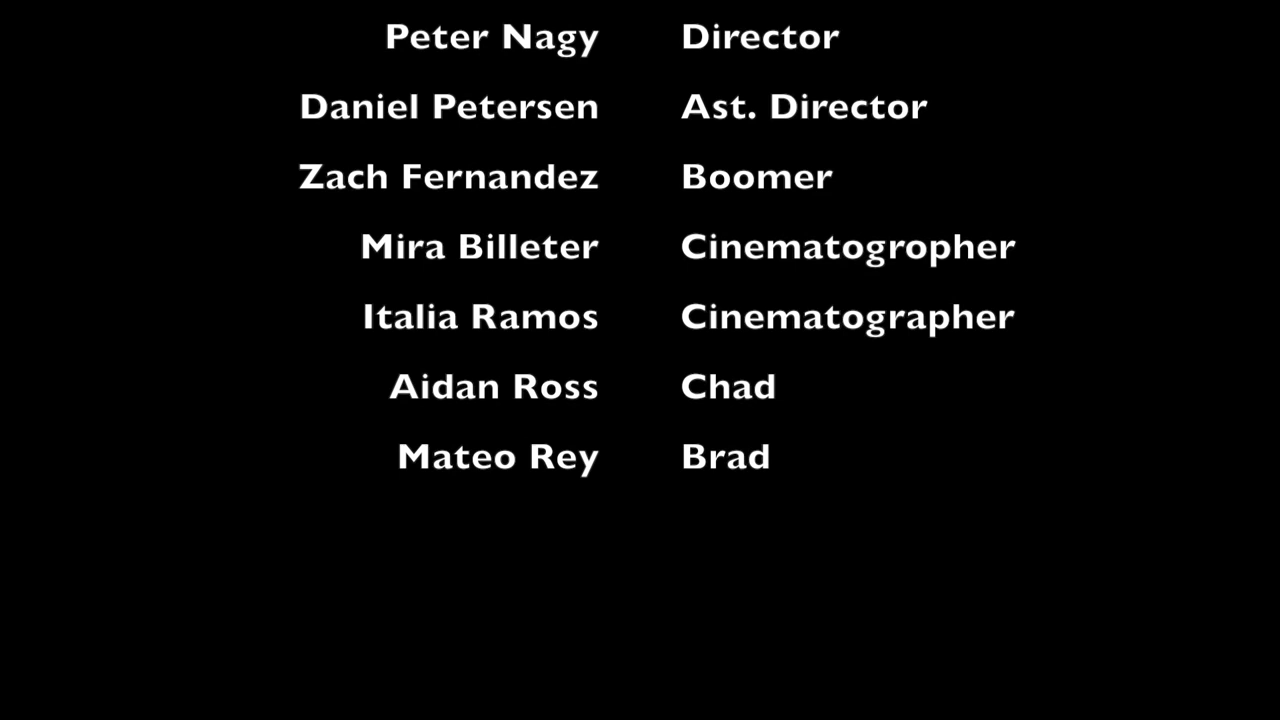 Peter Nagy Director
Daniel Petersen Ast. Director
Zach Fernandez Boomer
Mira Billeter Cinematogropher
Italia Ramos Cinematographer
Aidan Ross Chad
Mateo Rey Brad